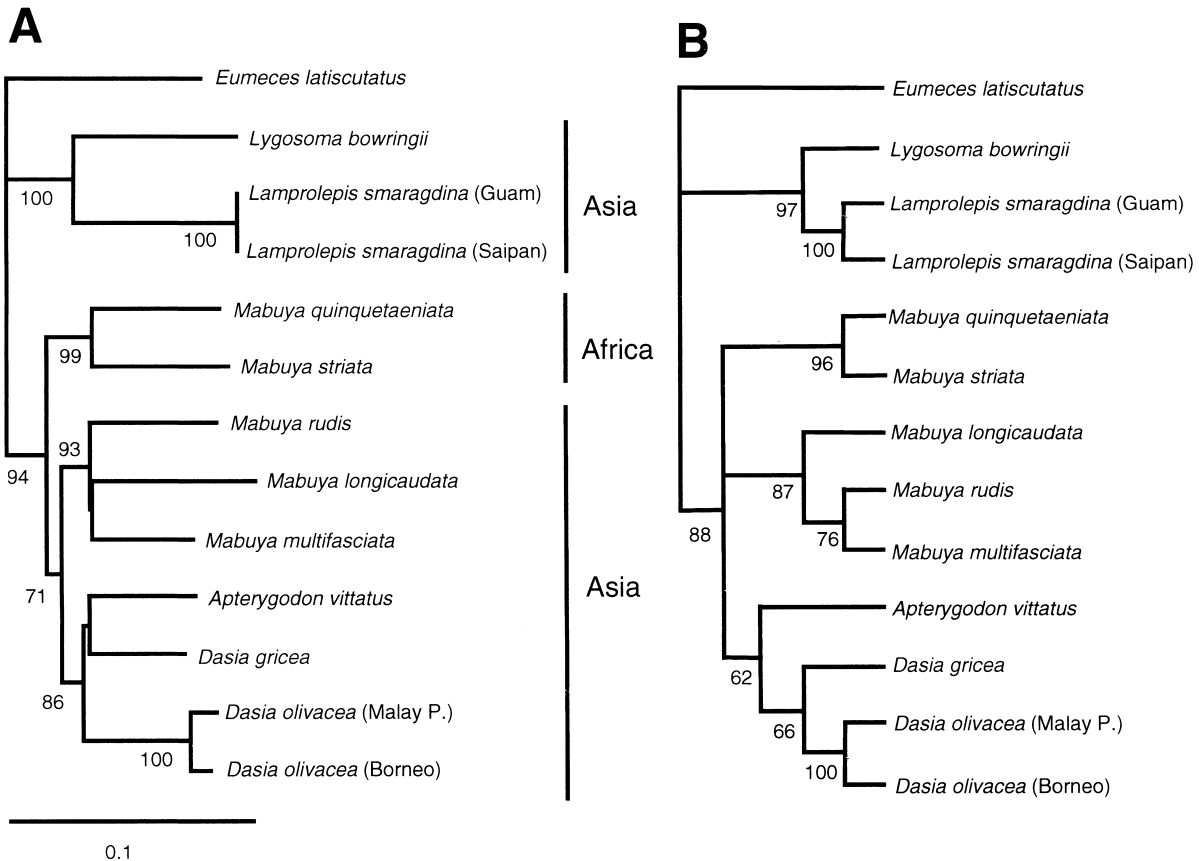 A
Eumeces latiscutatus
Lygosoma bowringii
100
Lamprolepis smaragdina (Guam)
100
Lamprolepis smaragdina (Saipan)
Asia
Mabuya quinquetaeniata
99
Mabuya striata
Africa
Mabuya rudis
93
94
Mabuya longicaudata
Mabuya multifasciata
71
Apterygodon vittatus
Dasia gricea
86
Dasia olivacea (Malay P.)
100
Dasia olivacea (Borneo)
Asia
0.1
B
Eumeces latiscutatus
Lygosoma bowringii
97
Lamprolepis smaragdina (Guam)
100
Lamprolepis smaragdina (Saipan)
Mabuya quinquetaeniata
96
Mabuya striata
Mabuya longicaudata
87
Mabuya rudis
76
88
Mabuya multifasciata
Apterygodon vittatus
62
Dasia gricea
66
Dasia olivacea (Malay P.)
100
Dasia olivacea (Borneo)